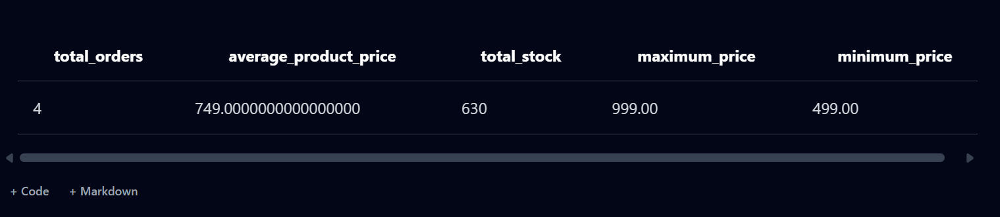 total_orders average_product_price total_stock maximum_price minimum_price
4 749.0000000000000000 630 999.00 499.00
+ Code + Markdown